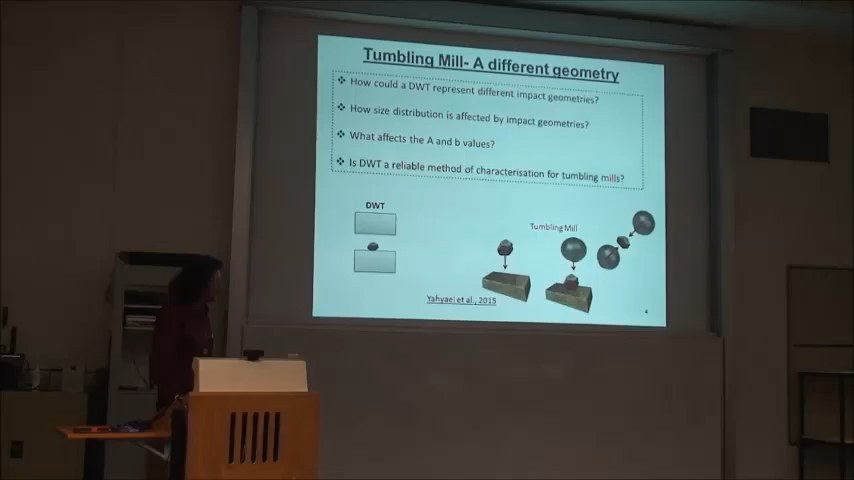 Tumbling Mill- A different geometry
❖ How could a DWT represent different impact geometries?
❖ How size distribution is affected by impact geometries?
❖ What affects the A and b values?
❖ Is DWT a reliable method of characterisation for tumbling mills?
DWT
Tumbling Mill
Yahyaei et al., 2015
4